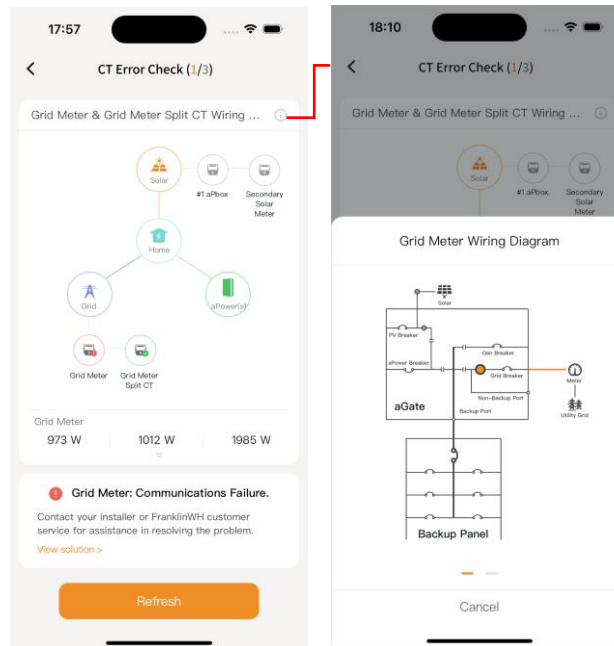 17:57
CT Error Check (1/3)
Grid Meter & Grid Meter Split CT Wiring ...
Solar
#1 aPbox
Secondary
Solar
Meter
Home
Grid
aPower(s)
Grid Meter
Grid Meter
Split CT
Grid Meter
973 W 1012 W 1985 W
Grid Meter: Communications Failure.
Contact your installer or FranklinWH customer
service for assistance in resolving the problem.
View solution >
Refresh
18:10
CT Error Check (1/3)
Grid Meter & Grid Meter Split CT Wiring ...
Solar
#1 aPbox
Secondary
Solar
Meter
Grid Meter Wiring Diagram
Solar
PV Breaker
Gen Breaker
aPower Breaker
Grid Breaker
Meter
Non-Backup Port
aGate
Backup Port
Utility Grid
Backup Panel
Cancel